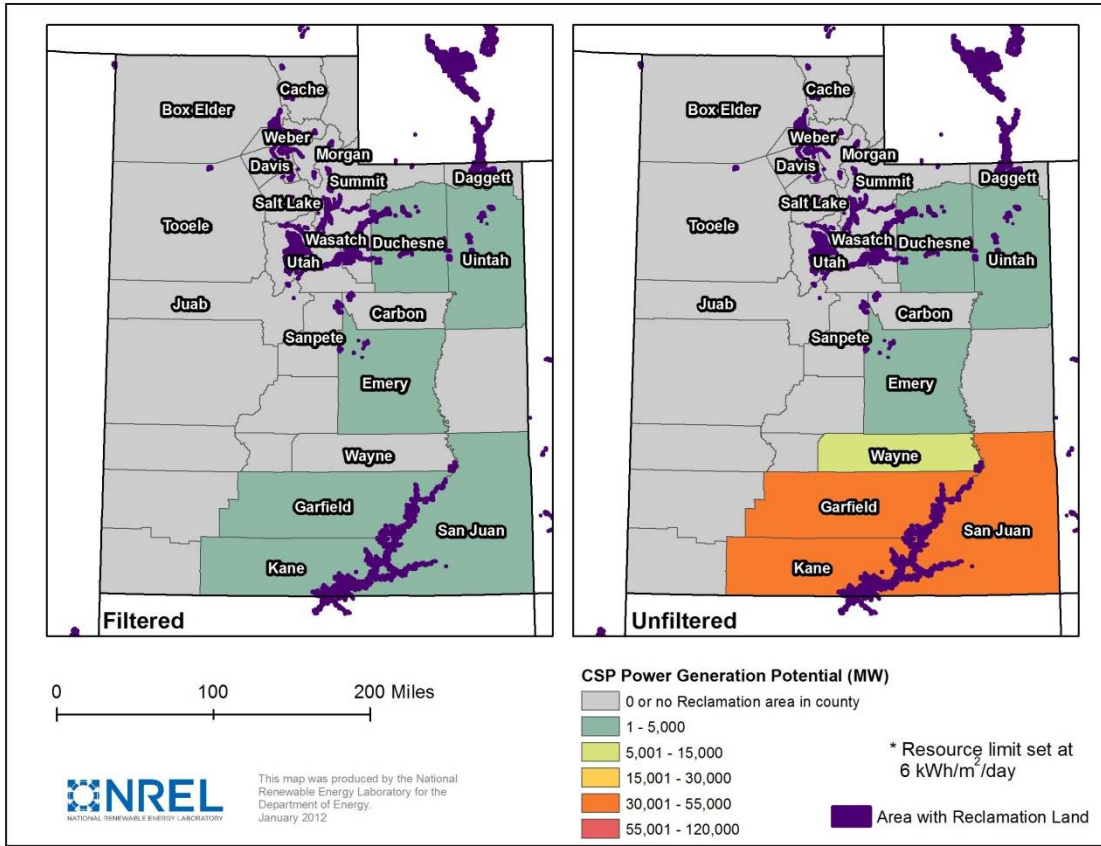 Cache
Box Elder
Weber
Morgan
Davis
Summit
Daggett
Salt Lake
Tooele
Wasatch
Duchesne
Utah
Uintah
Juab
Carbon
Sanpete
Emery
Wayne
Garfield
San Juan
Kane
Filtered
Cache
Box Elder
Weber
Morgan
Davis
Summit
Daggett
Salt Lake
Tooele
Wasatch
Duchesne
Utah
Uintah
Juab
Carbon
Sanpete
Emery
Wayne
Garfield
San Juan
Kane
Unfiltered
0 100 200 Miles
NREL
NATIONAL RENEWABLE ENERGY LABORATORY
This map was produced by the National
Renewable Energy Laboratory for the
Department of Energy.
January 2012
CSP Power Generation Potential (MW)
0 or no Reclamation area in county
1 - 5,000
5,001 - 15,000
15,001 - 30,000
30,001 - 55,000
55,001 - 120,000
* Resource limit set at
6 kWh/m²/day
Area with Reclamation Land